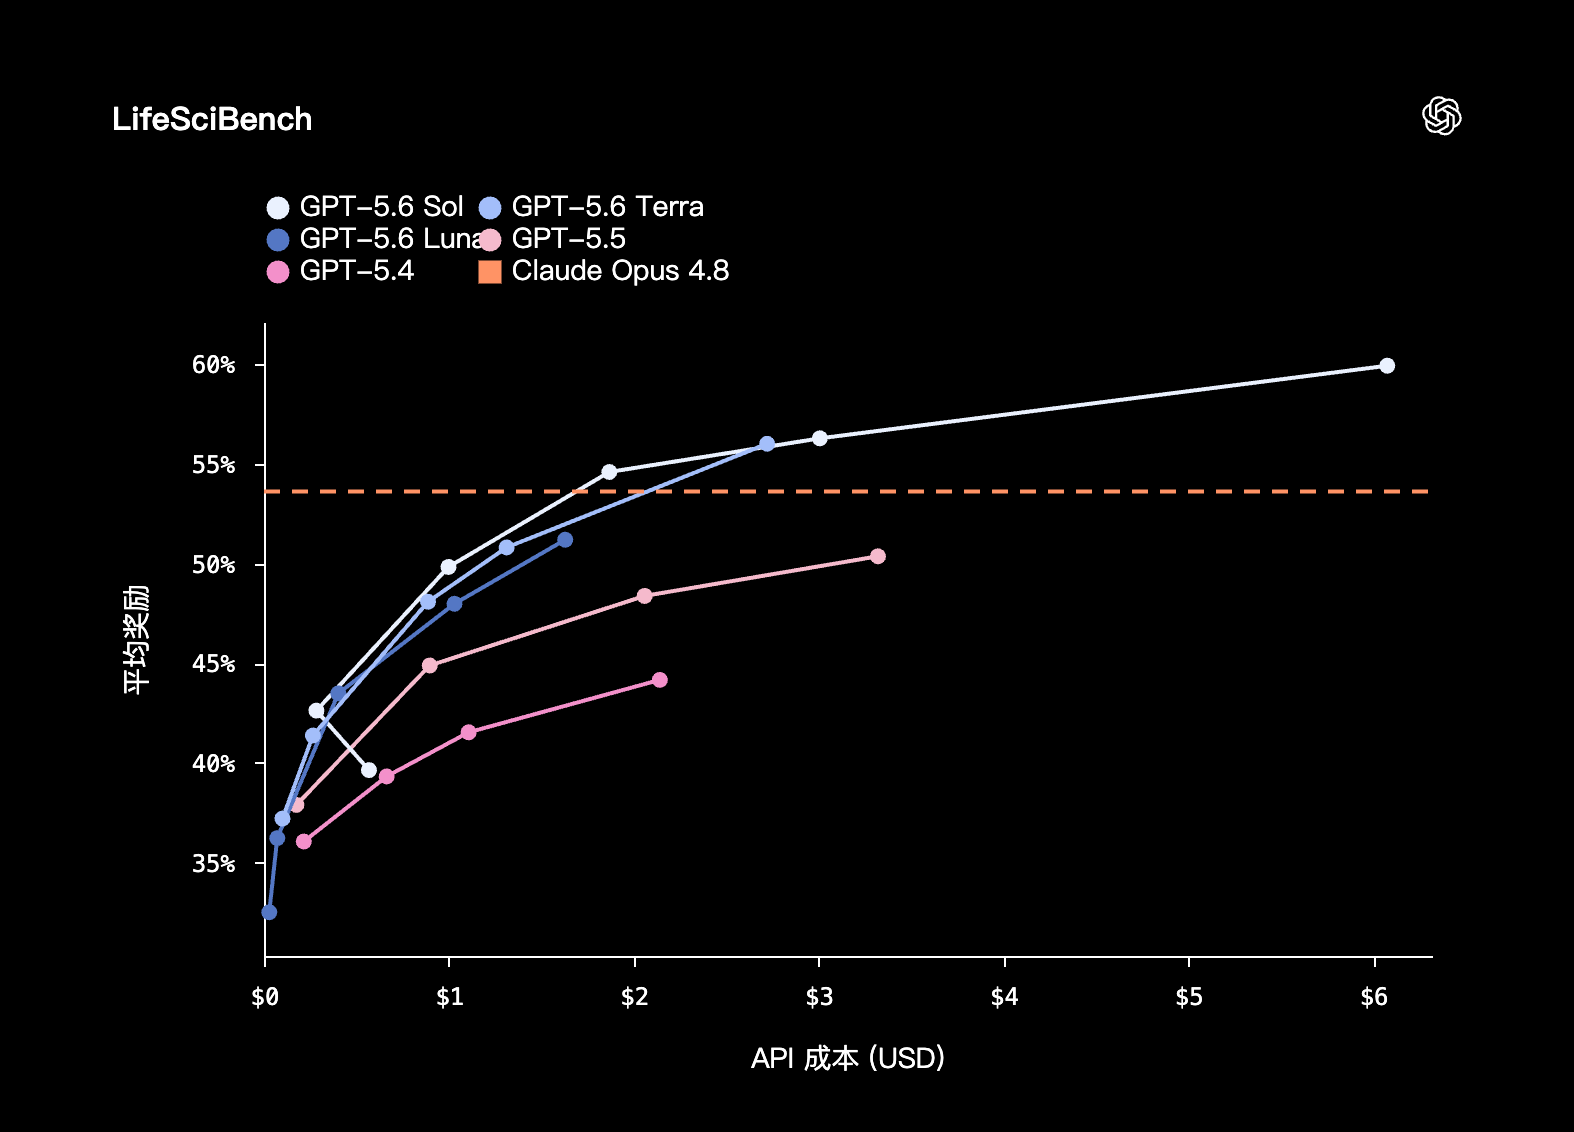 LifeSciBench
GPT-5.6 Sol GPT-5.6 Terra
GPT-5.6 Luna GPT-5.5
GPT-5.4 Claude Opus 4.8
60%
55%
50%
45%
40%
35%
平均奖励
$0 $1 $2 $3 $4 $5 $6
API 成本 (USD)